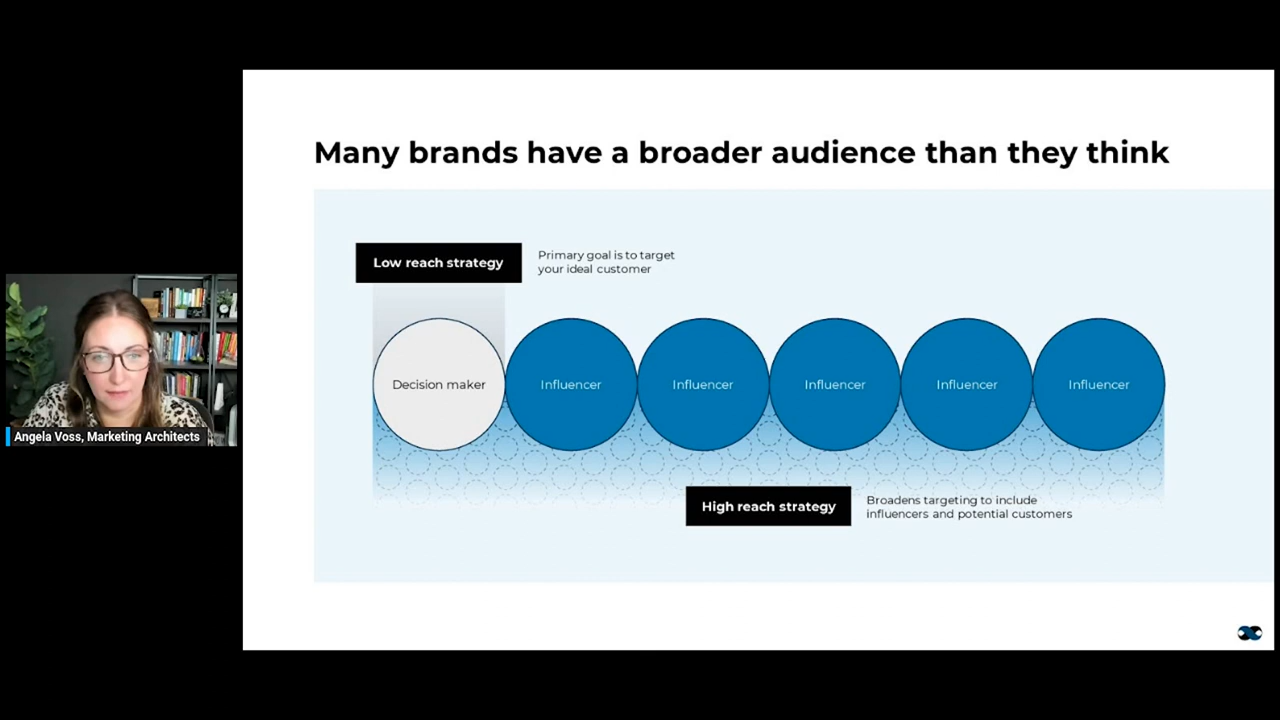 Many brands have a broader audience than they think
Low reach strategy
Primary goal is to target
your ideal customer
Decision maker
Influencer
Influencer
Influencer
Influencer
Influencer
High reach strategy
Broadens targeting to include
influencers and potential customers
Angela Voss, Marketing Architects